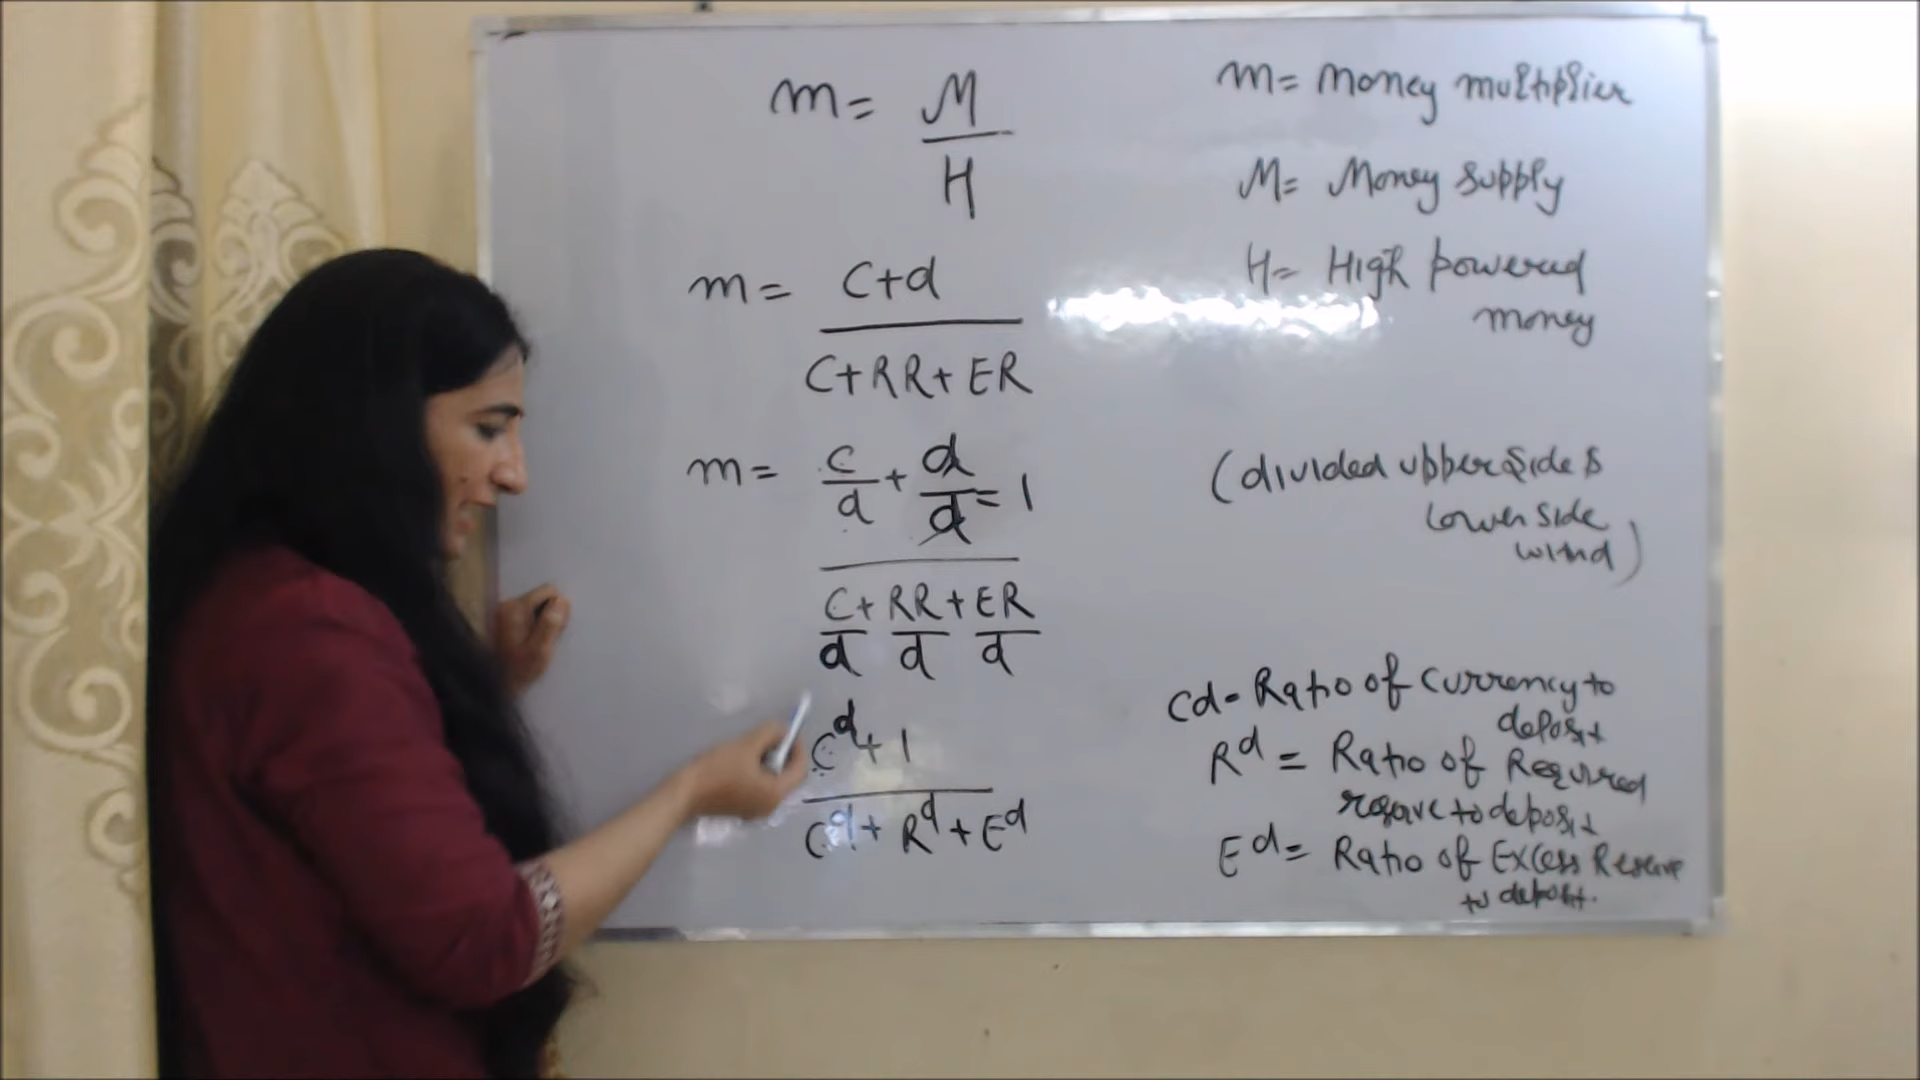 m = M
H
m = C+d
C+RR+ER
m = c/d + d/d = 1
C/d + RR/d + ER/d
C^d + 1
C^d + R^d + E^d
m = Money multiplier
M = Money supply
H = High powered
money
(divided upper side &
lower side
with d)
Cd = Ratio of Currency to
deposit
R^d = Ratio of Required
reserve to deposit
E^d = Ratio of Excess Reserve
to deposit.